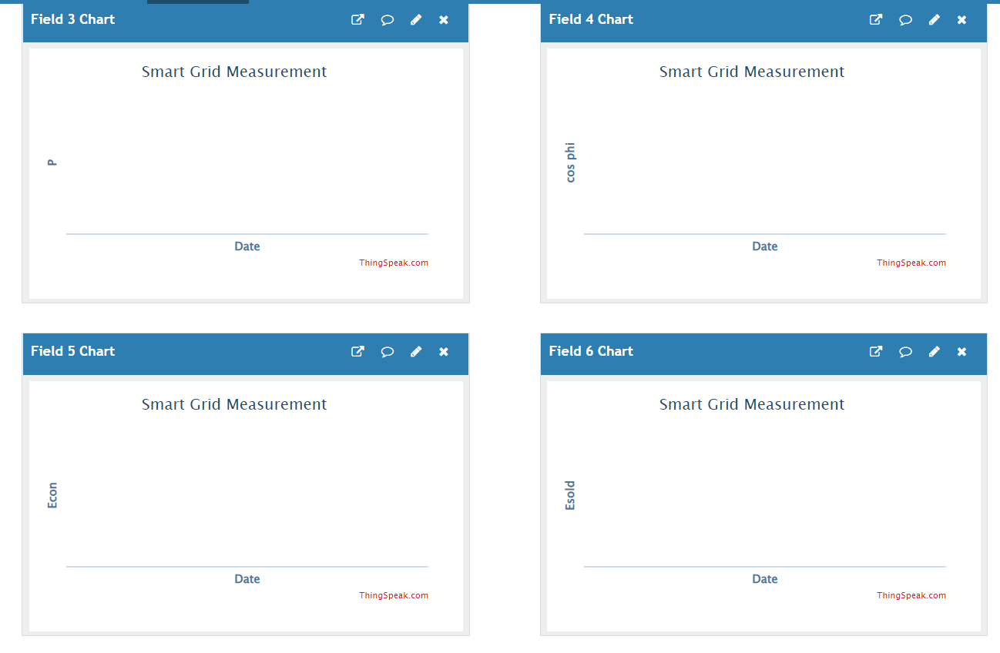 Field 3 Chart
Smart Grid Measurement
P
Date
ThingSpeak.com
Field 4 Chart
Smart Grid Measurement
cos phi
Date
ThingSpeak.com
Field 5 Chart
Smart Grid Measurement
Econ
Date
ThingSpeak.com
Field 6 Chart
Smart Grid Measurement
Esold
Date
ThingSpeak.com